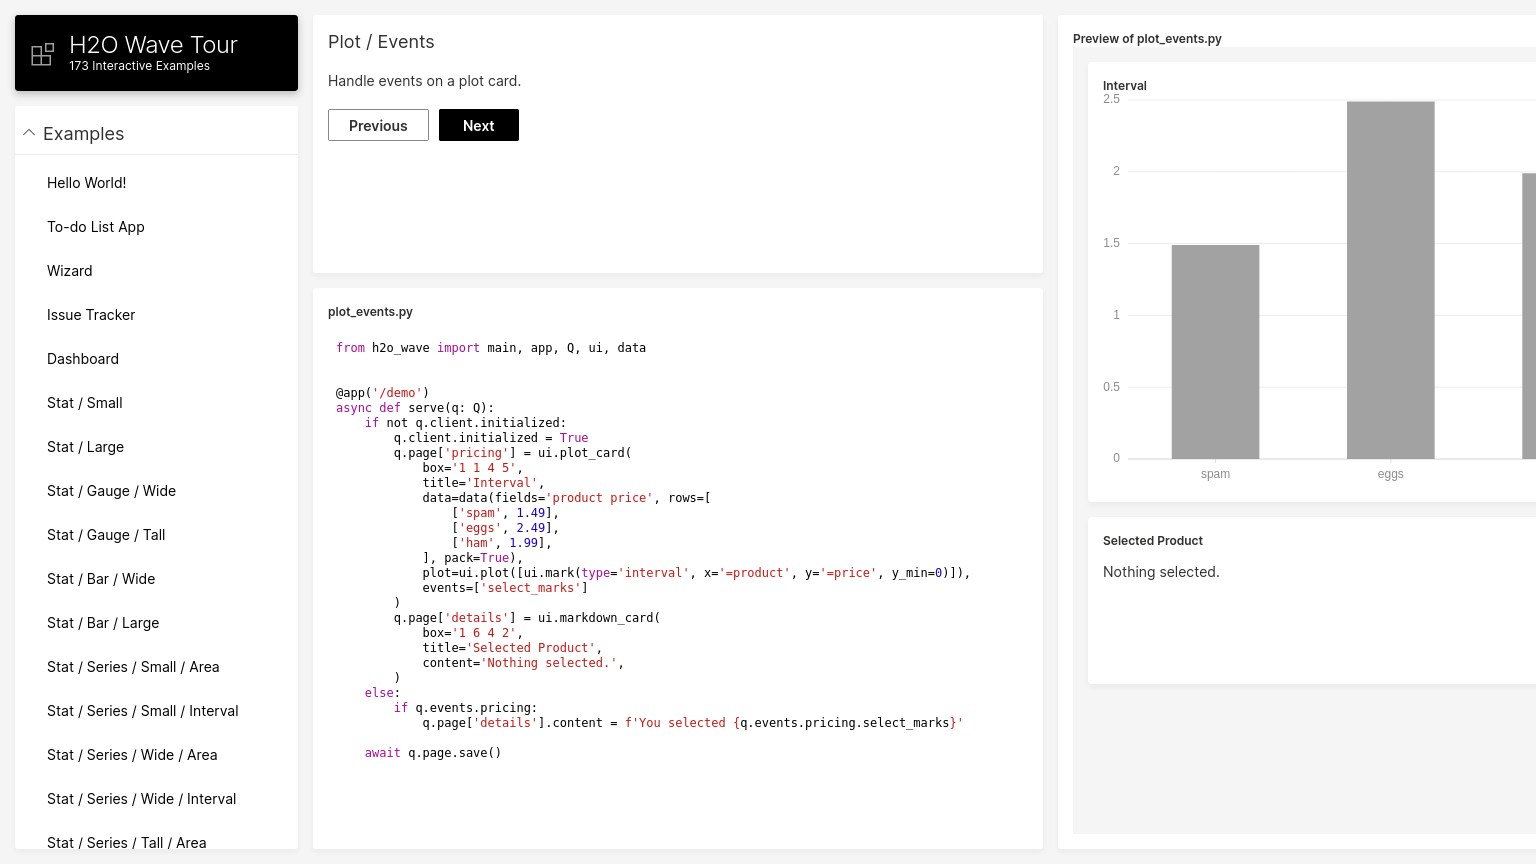 H2O Wave Tour
173 Interactive Examples
Examples
Hello World!
To-do List App
Wizard
Issue Tracker
Dashboard
Stat / Small
Stat / Large
Stat / Gauge / Wide
Stat / Gauge / Tall
Stat / Bar / Wide
Stat / Bar / Large
Stat / Series / Small / Area
Stat / Series / Small / Interval
Stat / Series / Wide / Area
Stat / Series / Wide / Interval
Stat / Series / Tall / Area
Plot / Events
Handle events on a plot card.
Previous
Next
plot_events.py
from h2o_wave import main, app, Q, ui, data
@app('/demo')
async def serve(q: Q):
    if not q.client.initialized:
        q.client.initialized = True
        q.page['pricing'] = ui.plot_card(
            box='1 1 4 5',
            title='Interval',
            data=data(fields='product price', rows=[
                ['spam', 1.49],
                ['eggs', 2.49],
                ['ham', 1.99],
            ], pack=True),
            plot=ui.plot([ui.mark(type='interval', x='=product', y='=price', y_min=0)]),
            events=['select_marks']
        )
        q.page['details'] = ui.markdown_card(
            box='1 6 4 2',
            title='Selected Product',
            content='Nothing selected.',
        )
    else:
        if q.events.pricing:
            q.page['details'].content = f'You selected {q.events.pricing.select_marks}'
    await q.page.save()
Preview of plot_events.py
Interval
2.5
2
1.5
1
0.5
0
spam
eggs
Selected Product
Nothing selected.